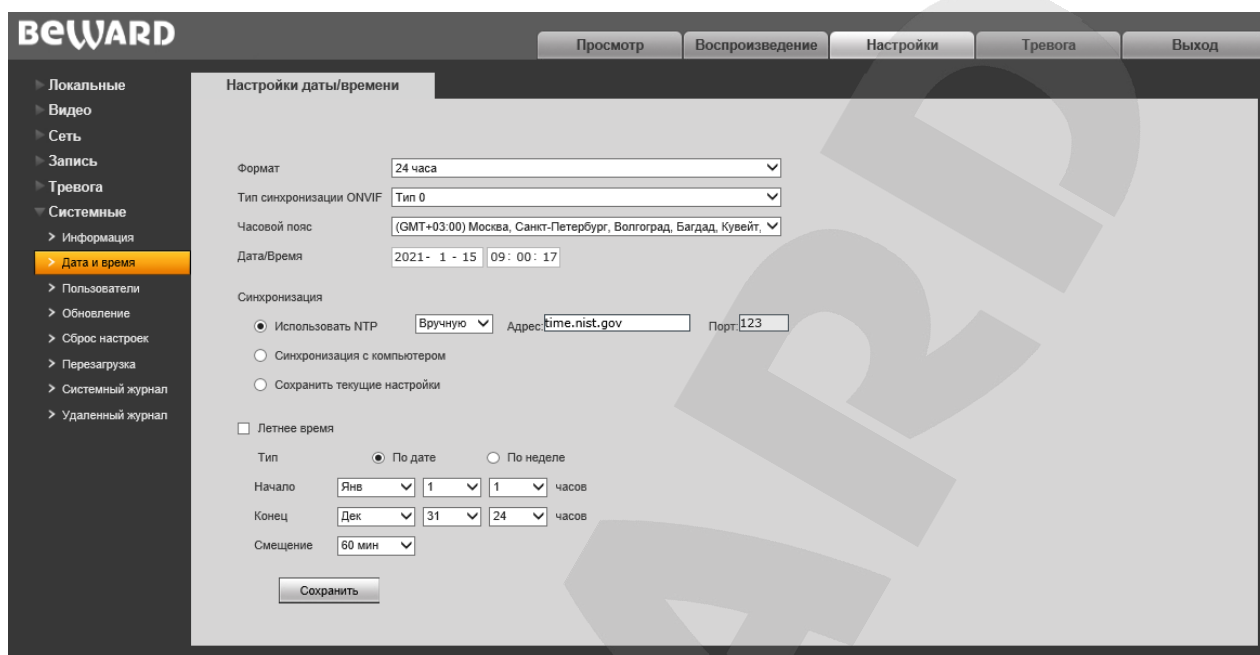 BEWARD
Просмотр Воспроизведение Настройки Тревога Выход
Локальные
Видео
Сеть
Запись
Тревога
Системные
Информация
Дата и время
Пользователи
Обновление
Сброс настроек
Перезагрузка
Системный журнал
Удаленный журнал
Настройки даты/времени
Формат 24 часа
Тип синхронизации ONVIF Тип 0
Часовой пояс (GMT+03:00) Москва, Санкт-Петербург, Волгоград, Багдад, Кувейт,
Дата/Время 2021- 1 - 15 09: 00: 17
Синхронизация
Использовать NTP Вручную Адрес: time.nist.gov Порт: 123
Синхронизация с компьютером
Сохранить текущие настройки
Летнее время
Тип По дате По неделе
Начало Янв 1 1 часов
Конец Дек 31 24 часов
Смещение 60 мин
Сохранить